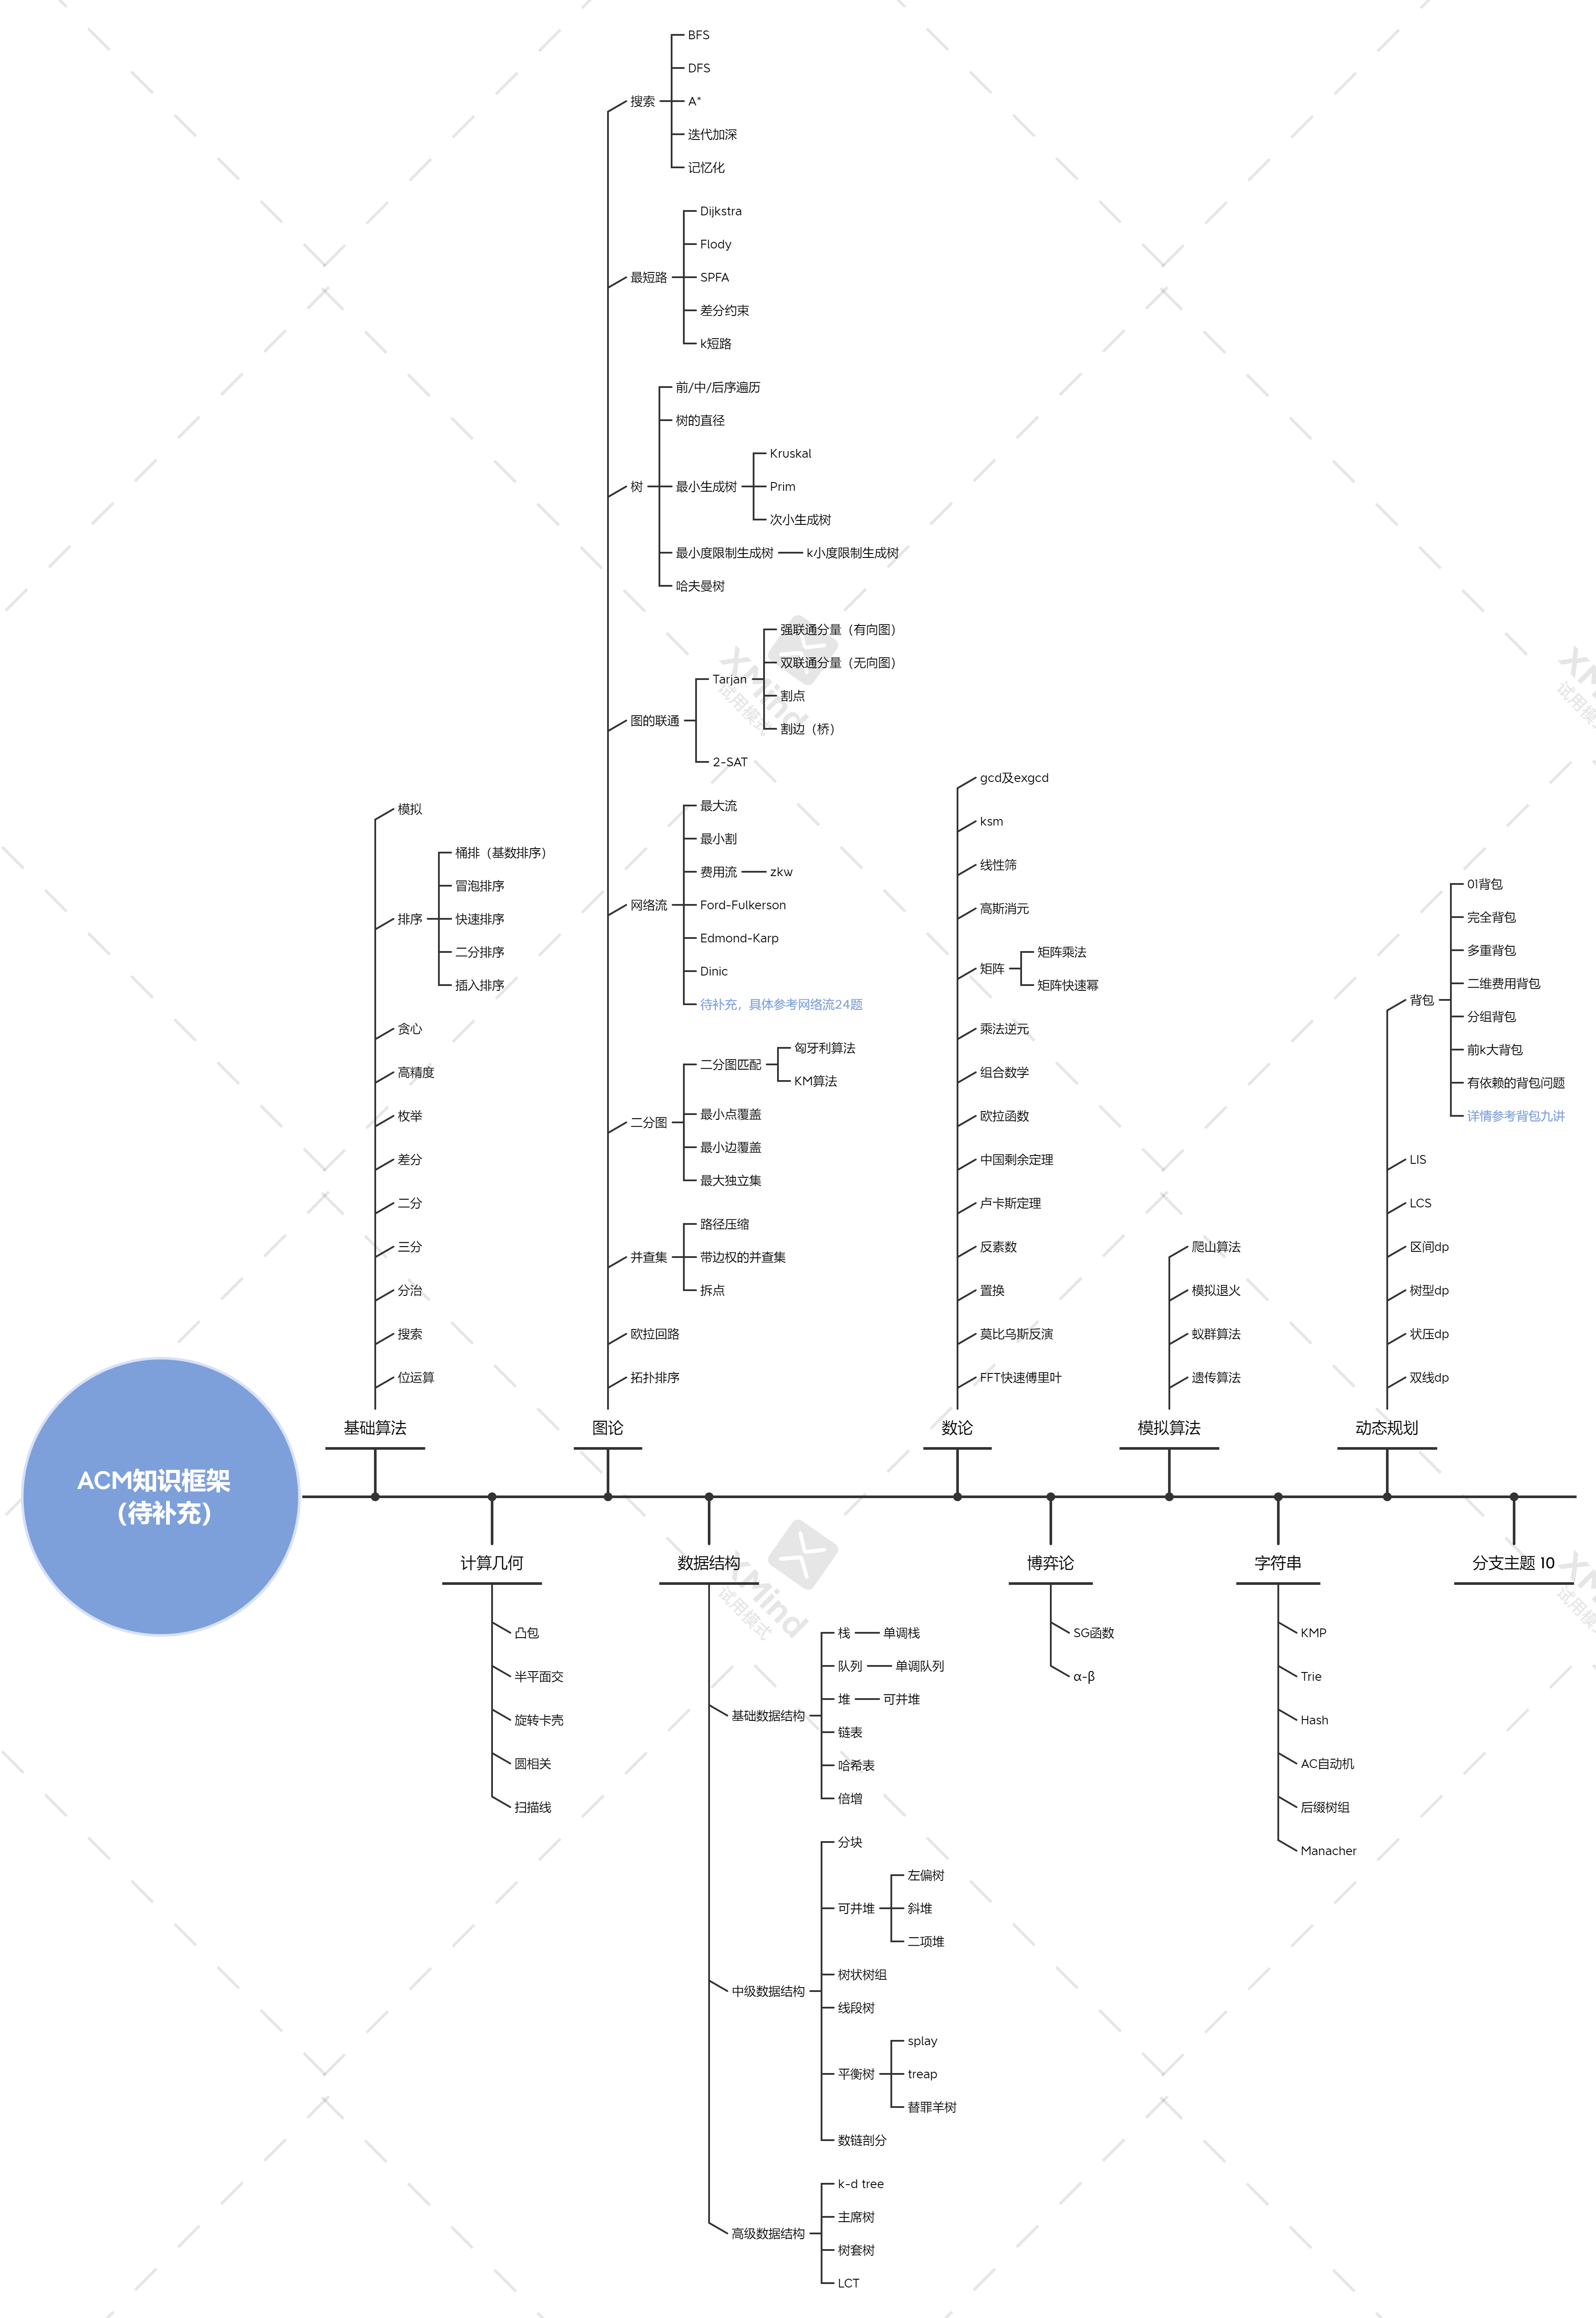 ACM知识框架
（待补充）
基础算法
模拟
排序
桶排（基数排序）
冒泡排序
快速排序
二分排序
插入排序
贪心
高精度
枚举
差分
二分
三分
分治
搜索
位运算
计算几何
凸包
半平面交
旋转卡壳
圆相关
扫描线
图论
搜索
BFS
DFS
A*
迭代加深
记忆化
最短路
Dijkstra
Flody
SPFA
差分约束
k短路
树
前/中/后序遍历
树的直径
最小生成树
Kruskal
Prim
次小生成树
最小度限制生成树
k小度限制生成树
哈夫曼树
图的联通
Tarjan
强联通分量（有向图）
双联通分量（无向图）
割点
割边（桥）
2-SAT
网络流
最大流
最小割
费用流
zkw
Ford-Fulkerson
Edmond-Karp
Dinic
待补充，具体参考网络流24题
二分图
二分图匹配
匈牙利算法
KM算法
最小点覆盖
最小边覆盖
最大独立集
并查集
路径压缩
带边权的并查集
拆点
欧拉回路
拓扑排序
数据结构
基础数据结构
栈
单调栈
队列
单调队列
堆
可并堆
链表
哈希表
倍增
中级数据结构
分块
可并堆
左偏树
斜堆
二项堆
树状树组
线段树
平衡树
splay
treap
替罪羊树
数链剖分
高级数据结构
k-d tree
主席树
树套树
LCT
数论
gcd及exgcd
ksm
线性筛
高斯消元
矩阵
矩阵乘法
矩阵快速幂
乘法逆元
组合数学
欧拉函数
中国剩余定理
卢卡斯定理
反素数
置换
莫比乌斯反演
FFT快速傅里叶
博弈论
SG函数
α-β
模拟算法
爬山算法
模拟退火
蚁群算法
遗传算法
字符串
KMP
Trie
Hash
AC自动机
后缀树组
Manacher
动态规划
背包
01背包
完全背包
多重背包
二维费用背包
分组背包
前k大背包
有依赖的背包问题
详情参考背包九讲
LIS
LCS
区间dp
树型dp
状压dp
双线dp
分支主题 10
XMind
试用模式
XMind
试用模式